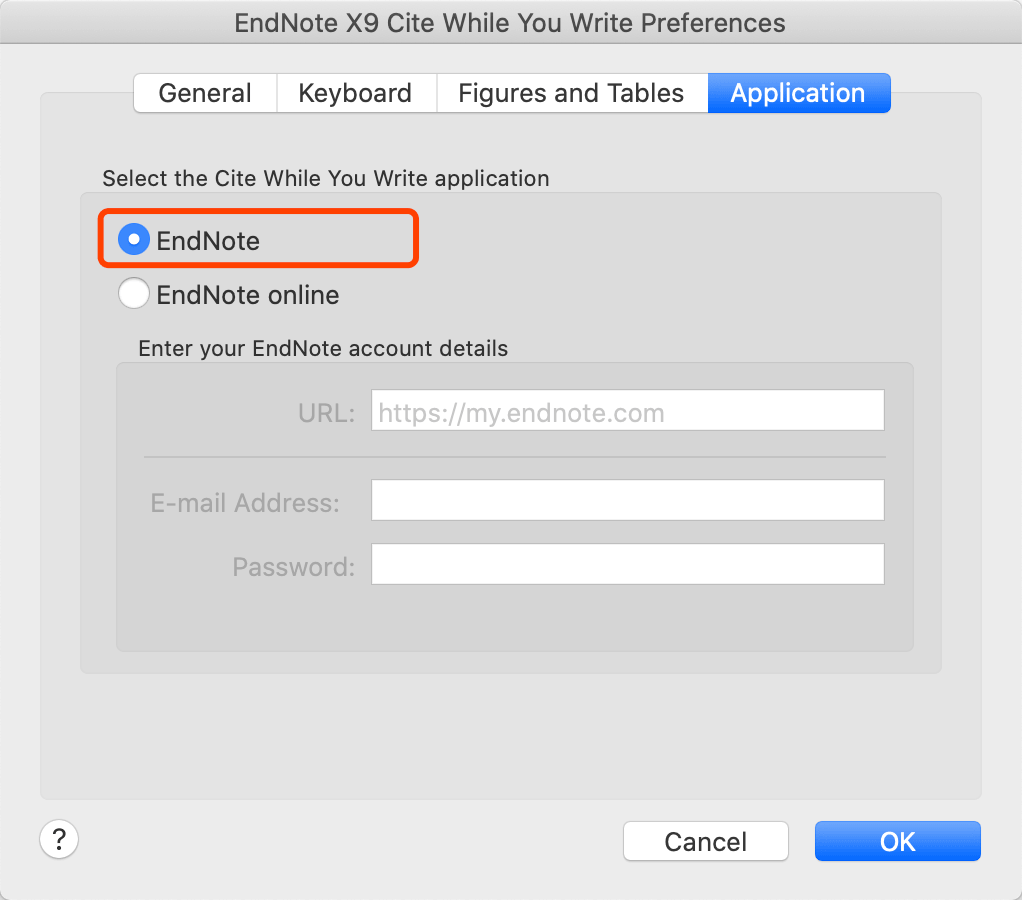 EndNote X9 Cite While You Write Preferences
General Keyboard Figures and Tables Application
Select the Cite While You Write application
EndNote
EndNote online
Enter your EndNote account details
URL: https://my.endnote.com
E-mail Address:
Password:
? Cancel OK